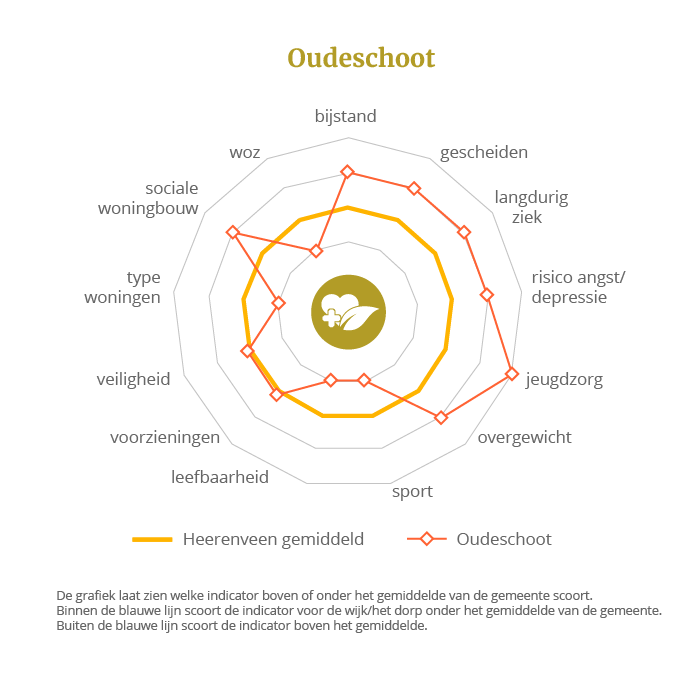 Oudeschoot
bijstand
woz
gescheiden
sociale
woningbouw
langdurig
ziek
type
woningen
risico angst/
depressie
veiligheid
jeugdzorg
voorzieningen
overgewicht
leefbaarheid
sport
Heerenveen gemiddeld
Oudeschoot
De grafiek laat zien welke indicator boven of onder het gemiddelde van de gemeente scoort.
Binnen de blauwe lijn scoort de indicator voor de wijk/het dorp onder het gemiddelde van de gemeente.
Buiten de blauwe lijn scoort de indicator boven het gemiddelde.